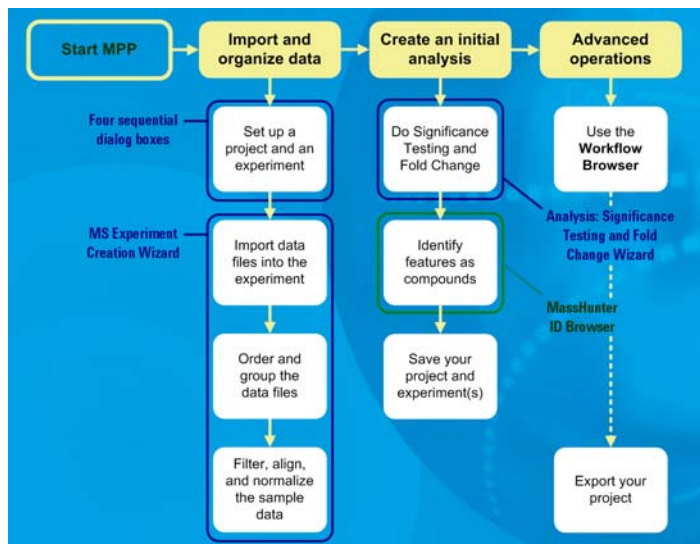 Start MPP
Import and
organize data
Create an initial
analysis
Advanced
operations
Four sequential
dialog boxes
Set up a
project and an
experiment
Do Significance
Testing and
Fold Change
Use the
Workflow
Browser
MS Experiment
Creation Wizard
Import data
files into the
experiment
Identify
features as
compounds
Analysis: Significance
Testing and Fold
Change Wizard
MassHunter
ID Browser
Order and
group the
data files
Save your
project and
experiment(s)
Filter, align,
and normalize
the sample
data
Export your
project